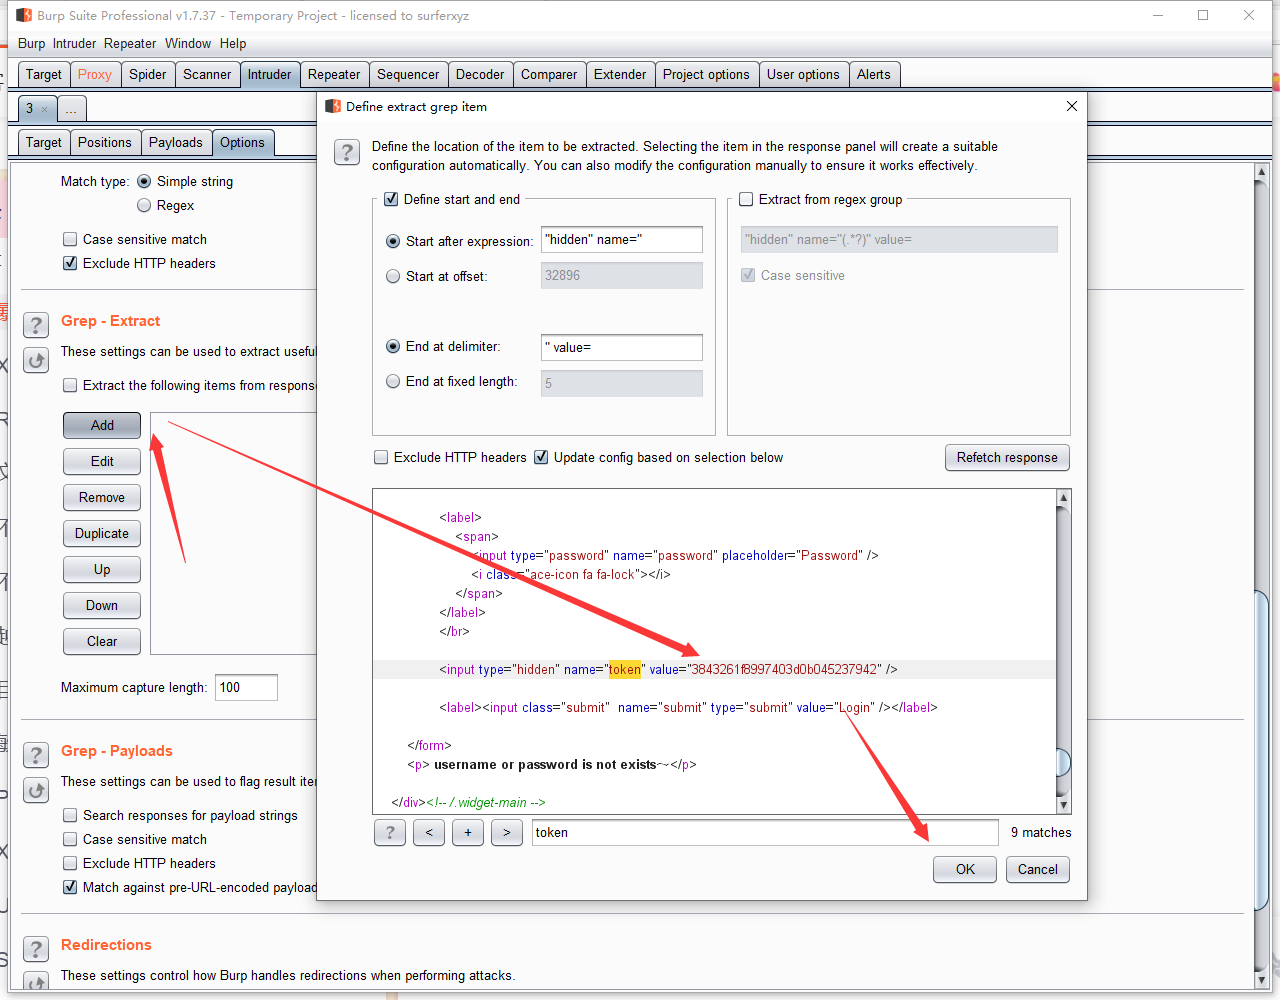 Burp Suite Professional v1.7.37 - Temporary Project - licensed to surferxyz
Burp Intruder Repeater Window Help
Target Proxy Spider Scanner Intruder Repeater Sequencer Decoder Comparer Extender Project options User options Alerts
3 × ...
Target Positions Payloads Options
Match type: Simple string
Regex
Case sensitive match
Exclude HTTP headers
Grep - Extract
These settings can be used to extract useful
Extract the following items from respons
Add
Edit
Remove
Duplicate
Up
Down
Clear
Maximum capture length: 100
Grep - Payloads
These settings can be used to flag result iter
Search responses for payload strings
Case sensitive match
Exclude HTTP headers
Match against pre-URL-encoded payload
Redirections
These settings control how Burp handles redirections when performing attacks.
Define extract grep item
Define the location of the item to be extracted. Selecting the item in the response panel will create a suitable
configuration automatically. You can also modify the configuration manually to ensure it works effectively.
Define start and end
Start after expression: "hidden" name="
Start at offset: 32896
End at delimiter: " value=
End at fixed length: 5
Extract from regex group
"hidden" name="(.*?)" value=
Case sensitive
Exclude HTTP headers Update config based on selection below
Refetch response
<label>
<span>
<input type="password" name="password" placeholder="Password" />
<i class="ace-icon fa fa-lock"></i>
</span>
</label>
</br>
<input type="hidden" name="token" value="3843261f8997403d0b045237942" />
<label><input class="submit" name="submit" type="submit" value="Login" /></label>
</form>
<p> username or password is not exists~~</p>
</div><!-- /.widget-main -->
? < + > token 9 matches
OK Cancel